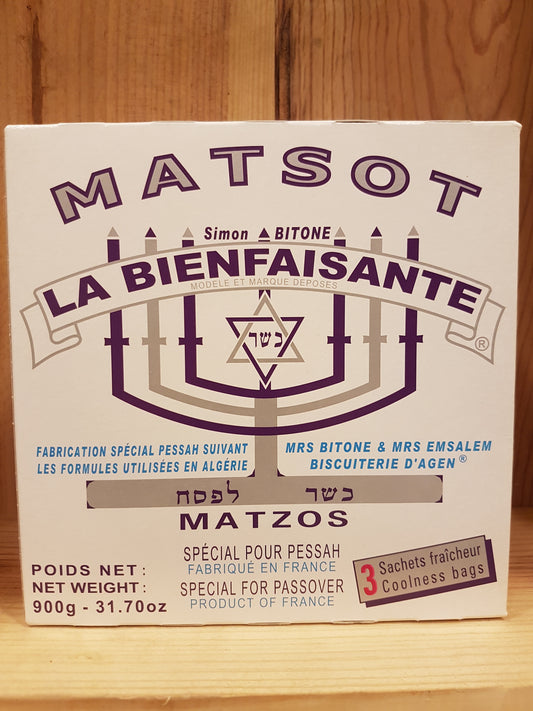 MATSOT
Simon BITONE
LA BIENFAISANTE
®
MODELE ET MARQUE DEPOSES
כשר
FABRICATION SPÉCIAL PESSAH SUIVANT
LES FORMULES UTILISÉES EN ALGÉRIE
MRS BITONE & MRS EMSALEM
BISCUITERIE D'AGEN®
כשר לפסח
MATZOS
POIDS NET:
NET WEIGHT:
900g - 31.70oz
SPÉCIAL POUR PESSAH
FABRIQUÉ EN FRANCE
SPECIAL FOR PASSOVER
PRODUCT OF FRANCE
3 Sachets fraîcheur
Coolness bags